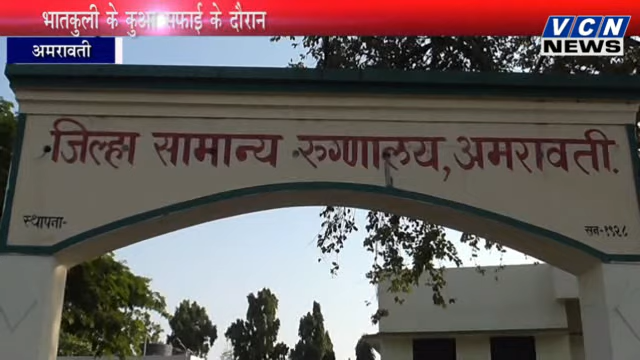 भातकुली के कुआं सफाई के दौरान
अमरावती
VCN
NEWS
जिल्हा सामान्य रुग्णालय, अमरावती.
स्थापना-
सन-१९२८